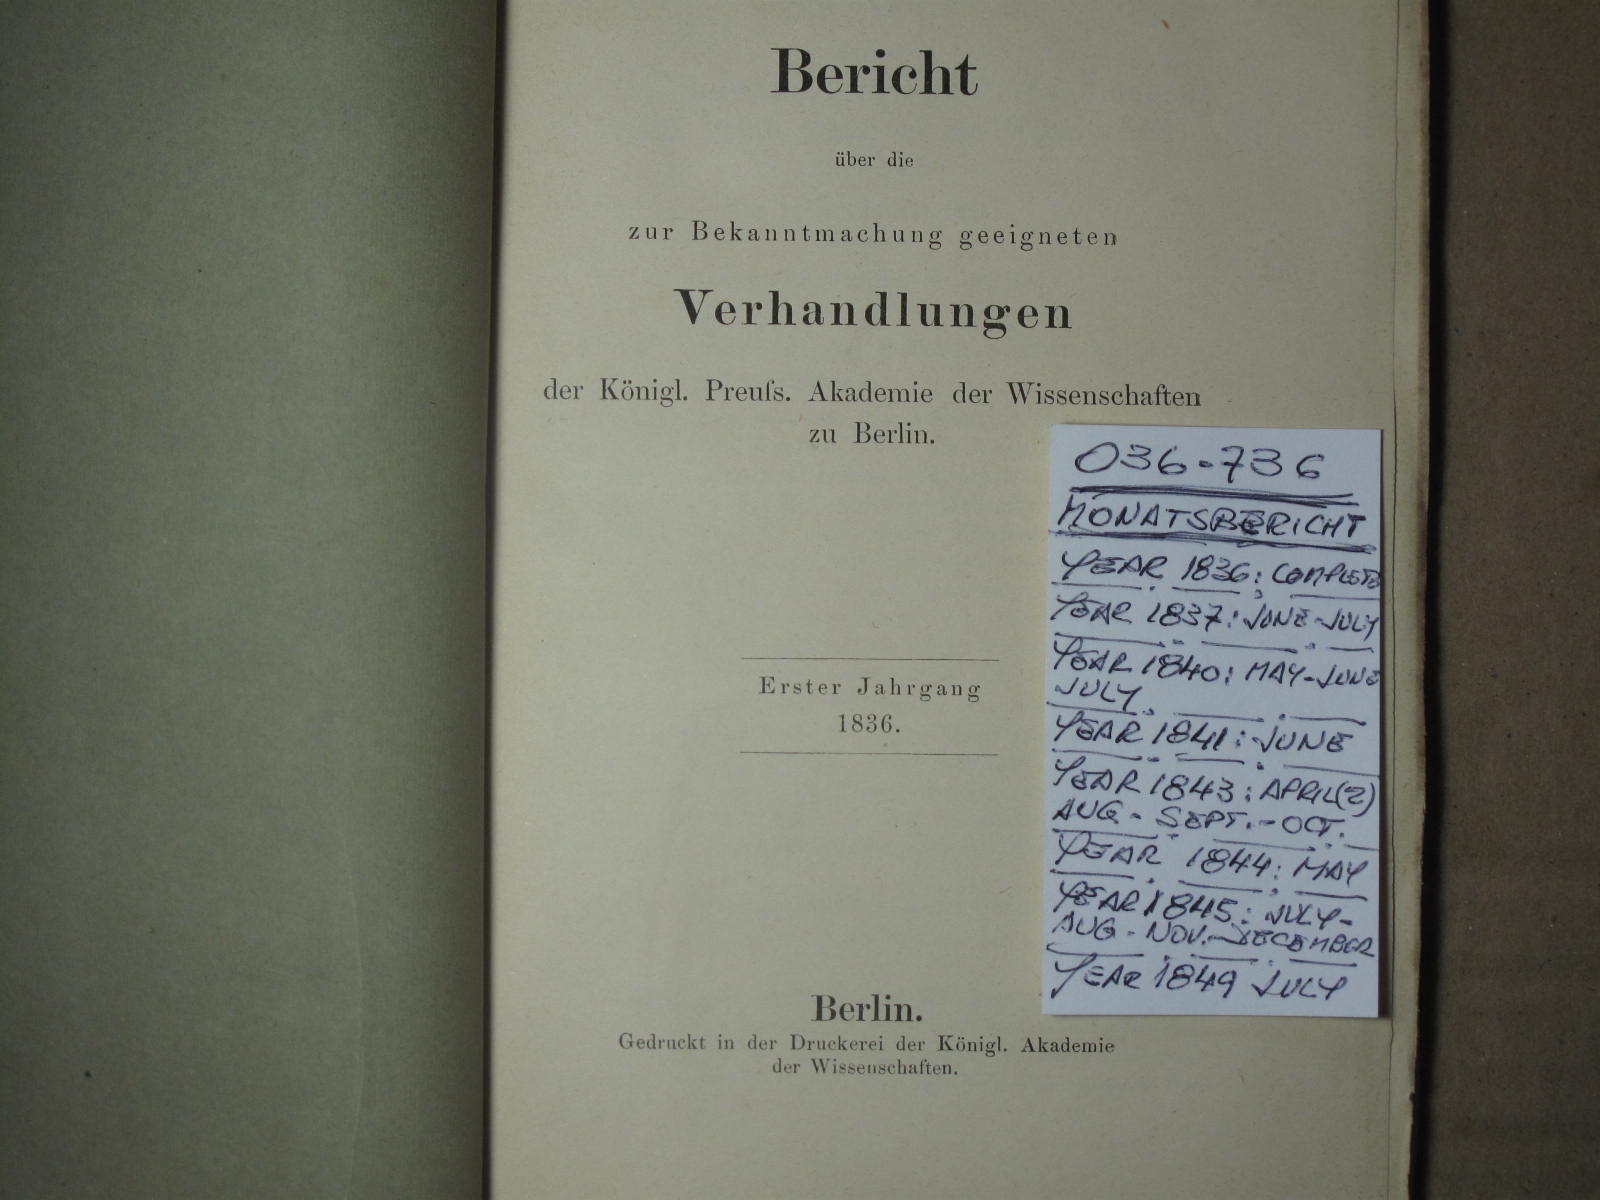 Bericht
über die
zur Bekanntmachung geeigneten
Verhandlungen
der Königl. Preuſs. Akademie der Wissenschaften
zu Berlin.
Erster Jahrgang
1836.
Berlin.
Gedruckt in der Druckerei der Königl. Akademie
der Wissenschaften.
036-736
MONATSBERICHT
YEAR 1836: COMPLETE
YEAR 1837: JUNE-JULY
YEAR 1840: MAY-JUNE
JULY
YEAR 1841: JUNE
YEAR 1843: APRIL(2)
AUG - SEPT. - OCT.
YEAR 1844: MAY
YEAR 1845: JULY-
AUG - NOV. - DECEMBER
YEAR 1849 JULY